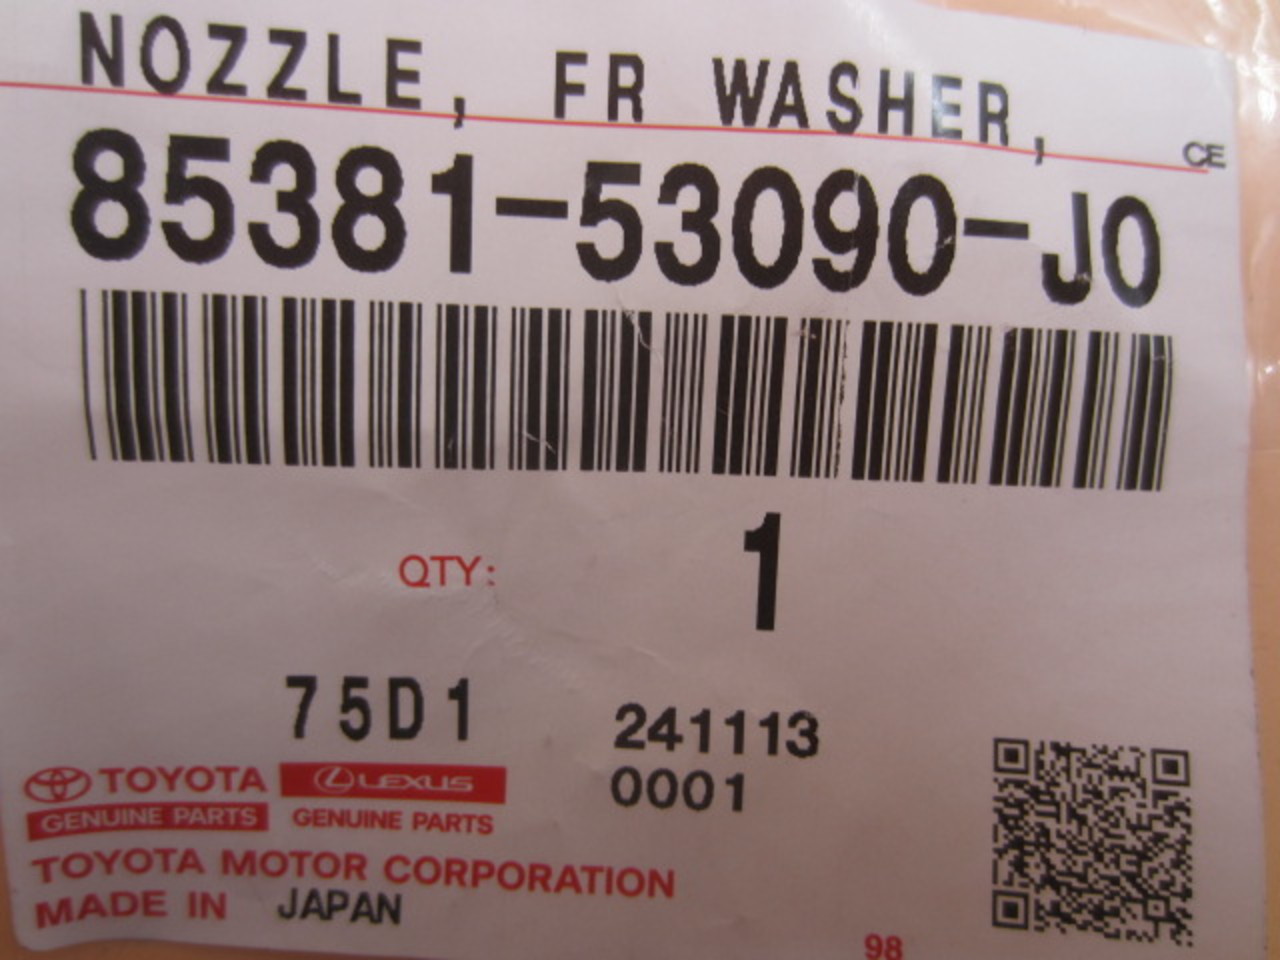 NOZZLE, FR WASHER,
CE
85381-53090-J0
QTY: 1
75D1
241113
0001
TOYOTA
GENUINE PARTS
LEXUS
GENUINE PARTS
TOYOTA MOTOR CORPORATION
MADE IN JAPAN
98